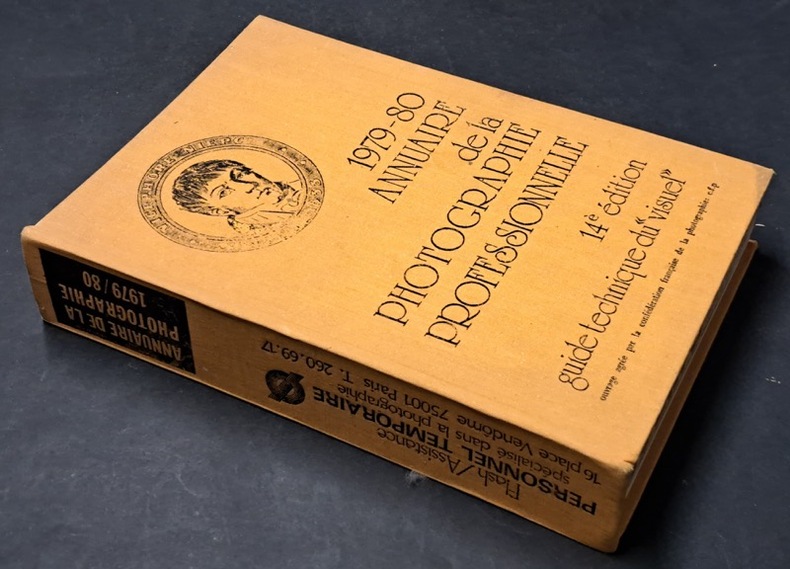 1979-80
ANNUAIRE
de la
PHOTOGRAPHIE
PROFESSIONNELLE
14e édition
guide technique du "visuel"
ouvrage agrée par la confédération française de la photographie. c.f.p
NIEPCE
ANNUAIRE DE LA
PHOTOGRAPHIE
1979/80
Flash/Assistance
PERSONNEL TEMPORAIRE
spécialisé dans la photographie
16 place Vendôme 75001 Paris T. 260.69.17